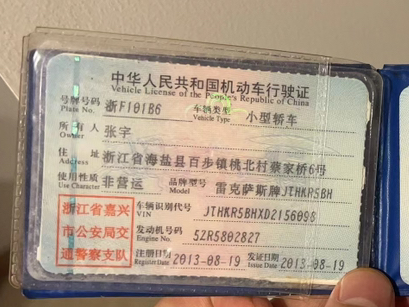 中华人民共和国机动车行驶证
Vehicle License of the People's Republic of China
号牌号码 Plate No. 浙F101B6 车辆类型 Vehicle Type 小型轿车
所有人 Owner 张宇
住址 Address 浙江省海盐县百步镇桃北村蔡家桥6号
使用性质 Use Character 非营运 品牌型号 Model 雷克萨斯牌JTHKR5BH
浙江省嘉兴市公安局交通警察支队
车辆识别代号 VIN JTHKR5BHXD2156098
发动机号码 Engine No. 5ZR5802827
注册日期 Register Date 2013-08-19 发证日期 Issue Date 2013-08-19